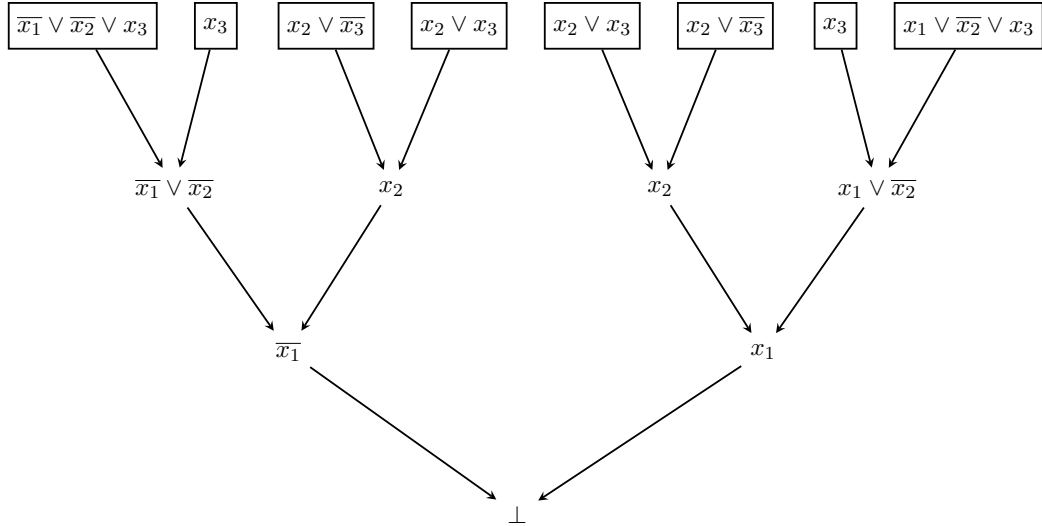 x̅₁ ∨ x̅₂ ∨ x₃ x₃ x₂ ∨ x̅₃ x₂ ∨ x₃ x₂ ∨ x₃ x₂ ∨ x̅₃ x₃ x₁ ∨ x̅₂ ∨ x₃
x̅₁ ∨ x̅₂ x₂ x₂ x₁ ∨ x̅₂
x̅₁ x₁
⊥